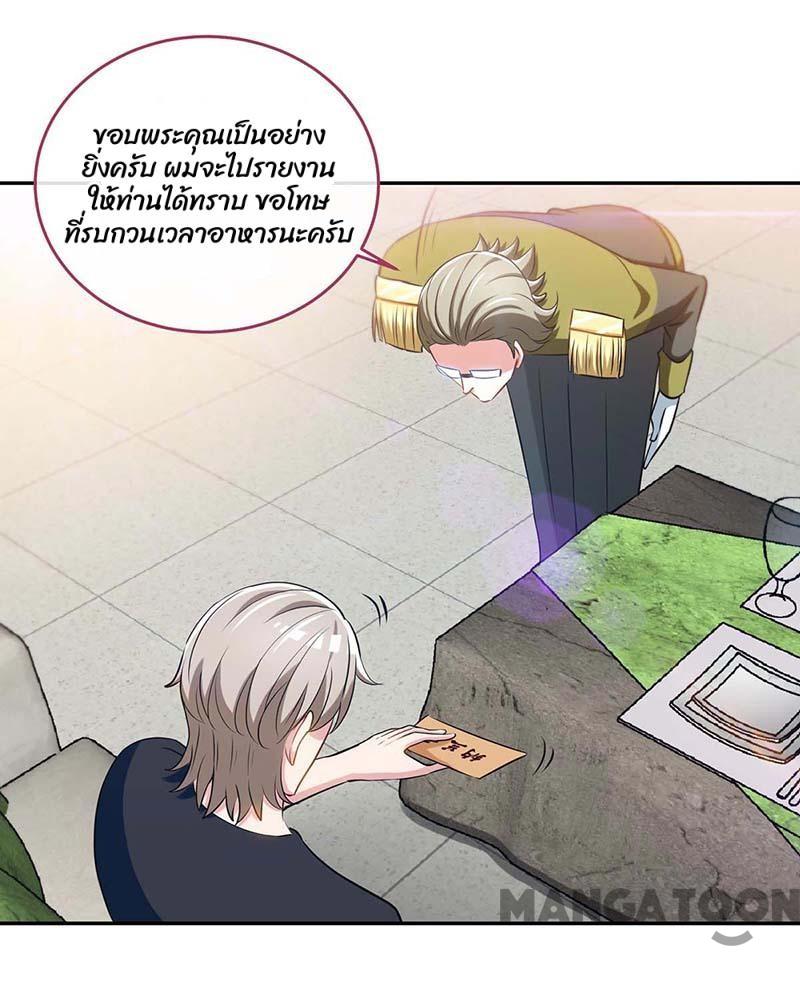 ขอบพระคุณเป็นอย่าง
ยิ่งครับ ผมจะไปรายงาน
ให้ท่านได้ทราบ ขอโทษ
ที่รบกวนเวลาอาหารนะครับ
MANGATOON